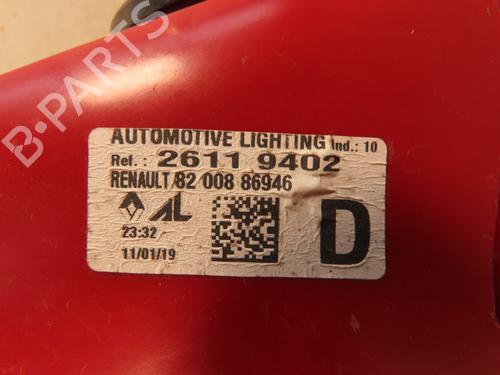 B-PARTS
AUTOMOTIVE LIGHTING Ind.: 10
Ref.: 2611 9402
RENAULT 82 008 86946
AL
23:32
11/01/19
D